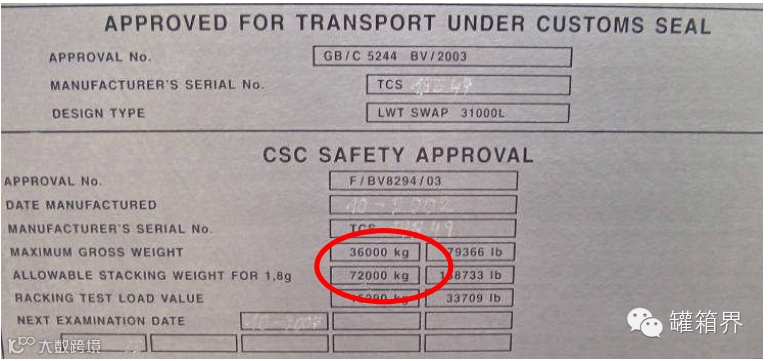 APPROVED FOR TRANSPORT UNDER CUSTOMS SEAL
APPROVAL No. GB/C 5244 BV/2003
MANUFACTURER'S SERIAL No. TCS
DESIGN TYPE LWT SWAP 31000L
CSC SAFETY APPROVAL
APPROVAL No. F/BV8294/03
DATE MANUFACTURED
MANUFACTURER'S SERIAL No. TCS
MAXIMUM GROSS WEIGHT 36000 kg 79366 lb
ALLOWABLE STACKING WEIGHT FOR 1,8g 72000 kg lb
RACKING TEST LOAD VALUE kg 33709 lb
NEXT EXAMINATION DATE
罐箱界
大数跨境